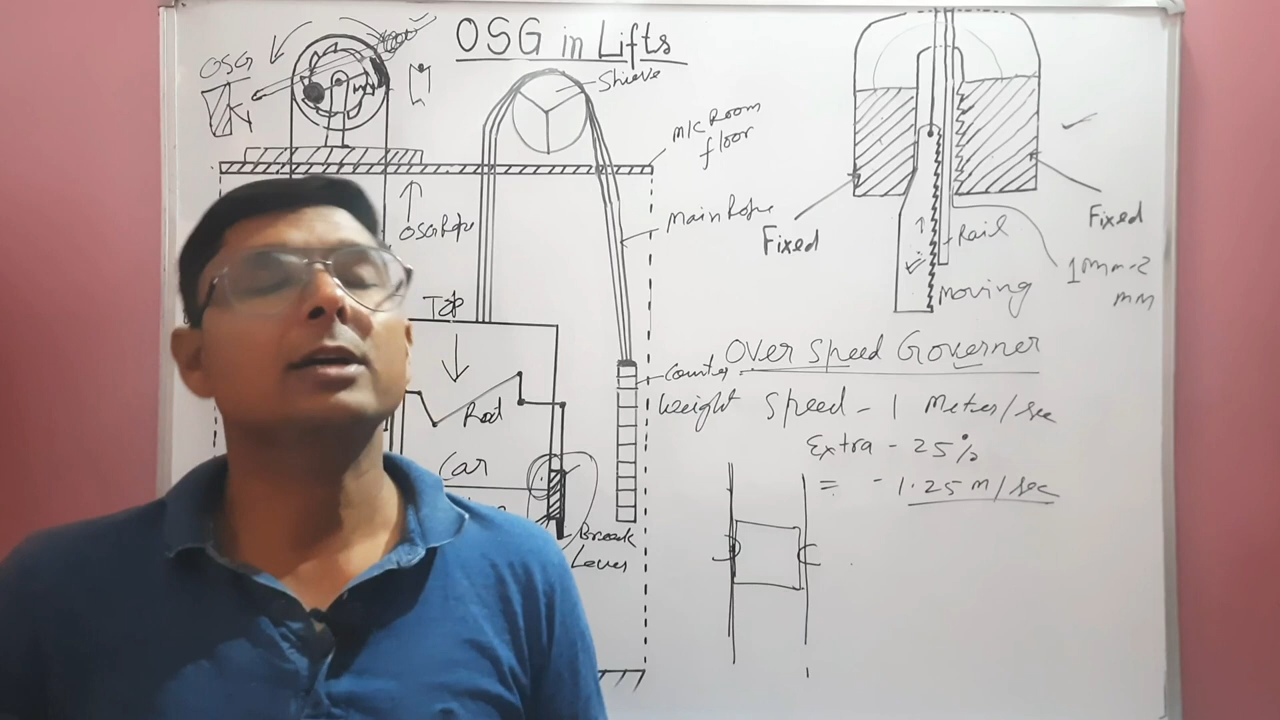 OSG in Lifts
OSG
Shieve
M/C Room
floor
OSG Rope
Main Rope
Fixed
Fixed
Rail
1mm-2
mm
Moving
TOP
Rod
Car
Counter
Weight
Break
Lever
Over Speed Governer
Speed - 1 Metres/sec
Extra - 25%
= - 1.25 m/sec